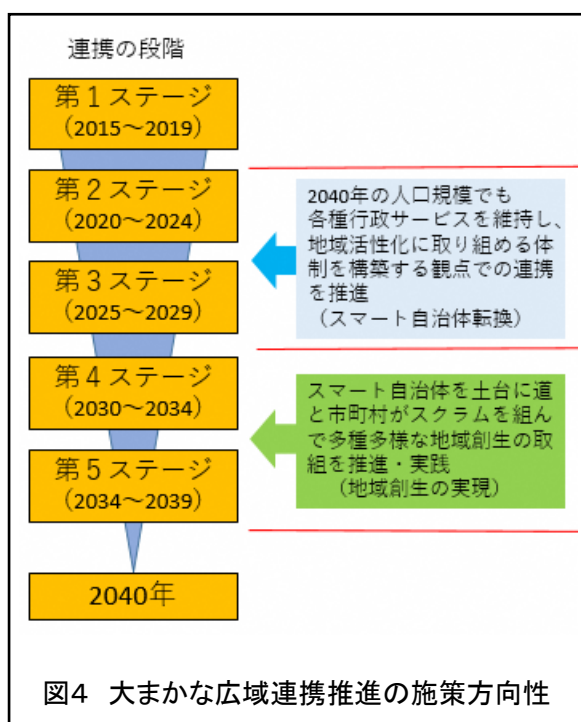 連携の段階
第１ステージ
（2015～2019）
第２ステージ
（2020～2024）
第３ステージ
（2025～2029）
第４ステージ
（2030～2034）
第５ステージ
（2034～2039）
2040年
2040年の人口規模でも
各種行政サービスを維持し、
地域活性化に取り組める体
制を構築する観点での連携
を推進
（スマート自治体転換）
スマート自治体を土台に道
と市町村がスクラムを組ん
で多種多様な地域創生の取
組を推進・実践
（地域創生の実現）
図４　大まかな広域連携推進の施策方向性